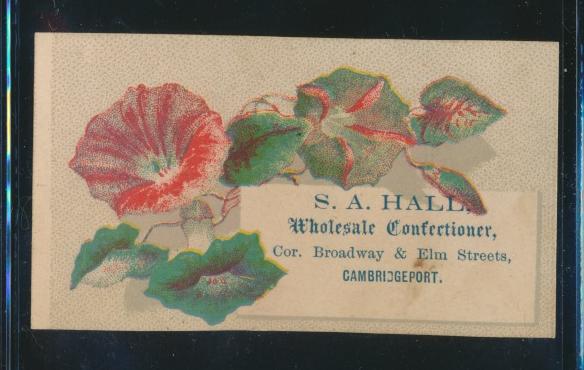 S. A. HALL,
Wholesale Confectioner,
Cor. Broadway & Elm Streets,
CAMBRIDGEPORT.